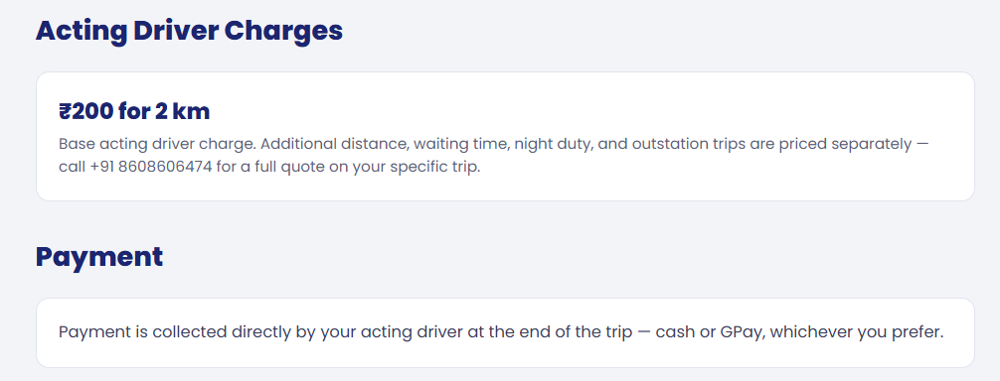 Acting Driver Charges
₹200 for 2 km
Base acting driver charge. Additional distance, waiting time, night duty, and outstation trips are priced separately —
call +91 8608606474 for a full quote on your specific trip.
Payment
Payment is collected directly by your acting driver at the end of the trip — cash or GPay, whichever you prefer.